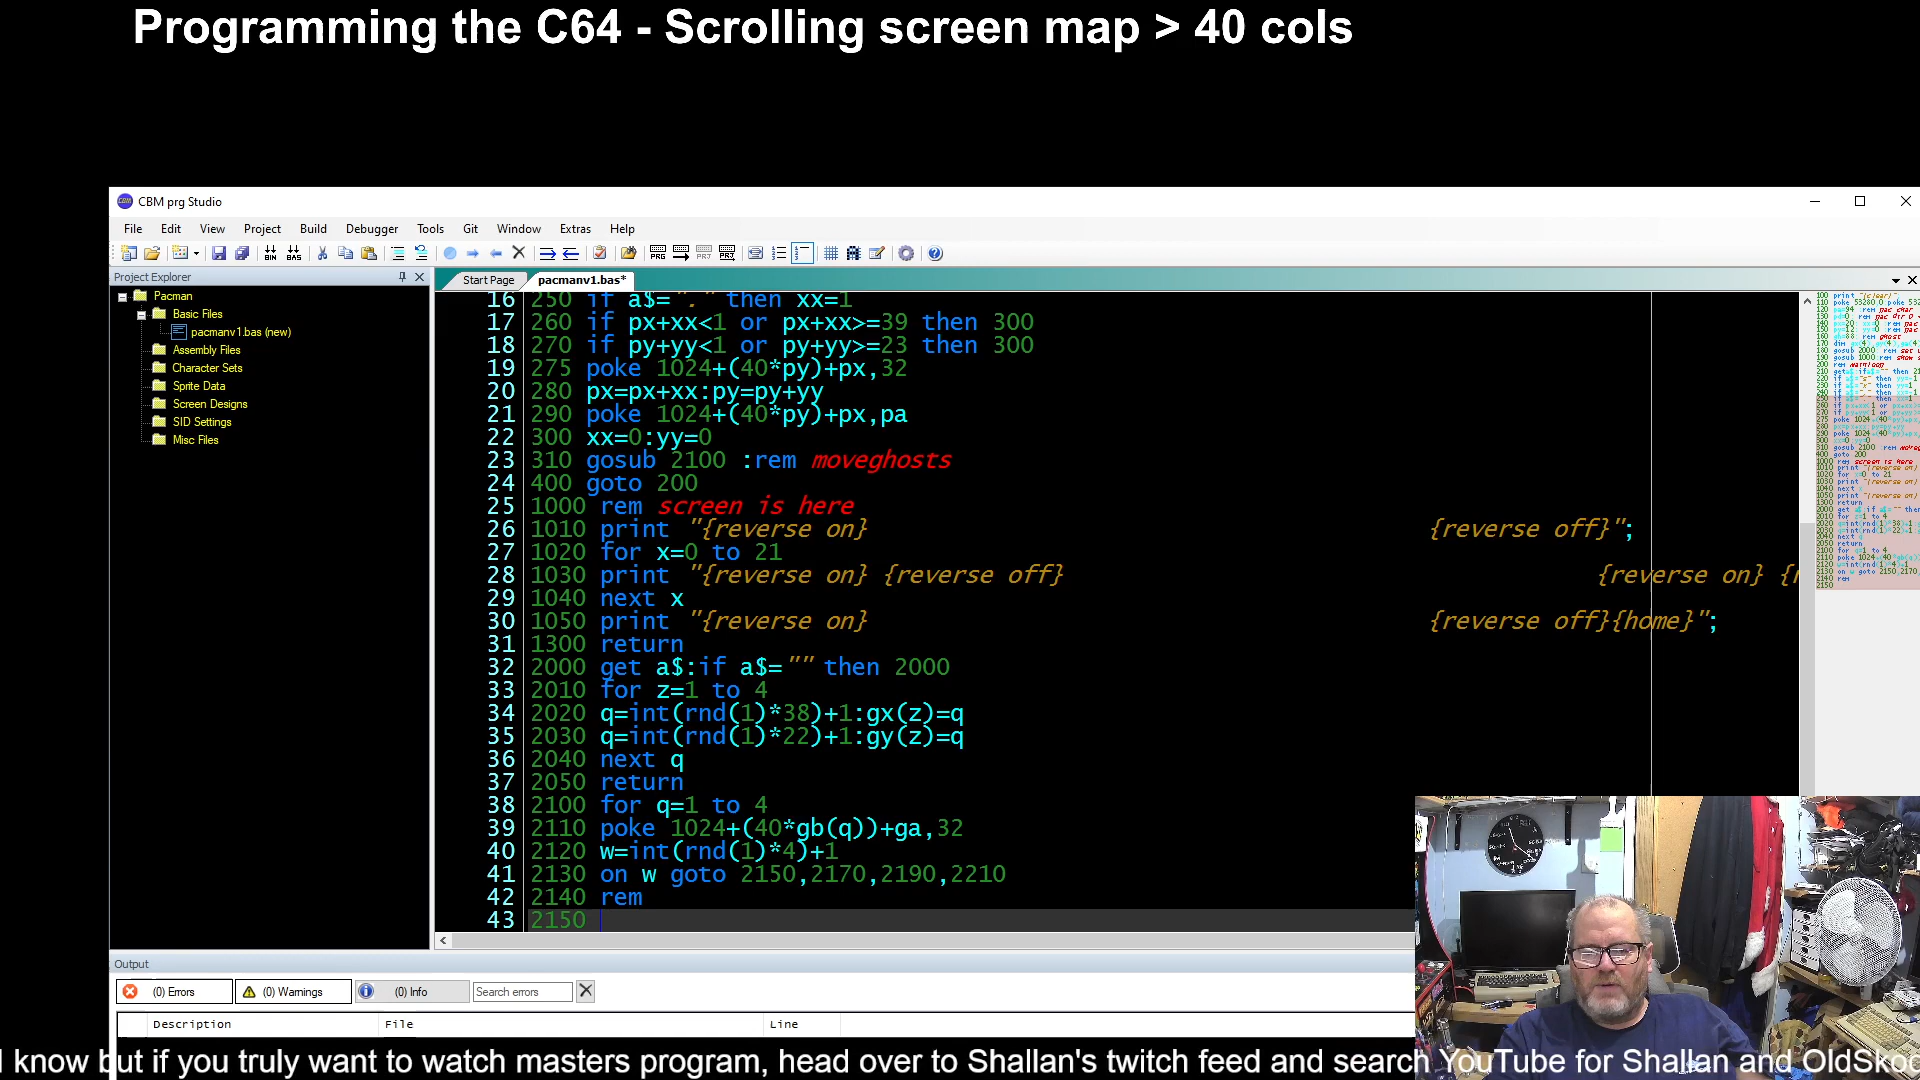 Programming the C64 - Scrolling screen map > 40 cols
CBM prg Studio
File Edit View Project Build Debugger Tools Git Window Extras Help
Project Explorer
Start Page
pacmanv1.bas*
Pacman
Basic Files
pacmanv1.bas (new)
Assembly Files
Character Sets
Sprite Data
Screen Designs
SID Settings
Misc Files
16 250 if a$="." then xx=1
17 260 if px+xx<1 or px+xx>=39 then 300
18 270 if py+yy<1 or py+yy>=23 then 300
19 275 poke 1024+(40*py)+px,32
20 280 px=px+xx:py=py+yy
21 290 poke 1024+(40*py)+px,pa
22 300 xx=0:yy=0
23 310 gosub 2100 :rem moveghosts
24 400 goto 200
25 1000 rem screen is here
26 1010 print "{reverse on} {reverse off}";
27 1020 for x=0 to 21
28 1030 print "{reverse on} {reverse off} {reverse on} {r
29 1040 next x
30 1050 print "{reverse on} {reverse off}{home}";
31 1300 return
32 2000 get a$:if a$="" then 2000
33 2010 for z=1 to 4
34 2020 q=int(rnd(1)*38)+1:gx(z)=q
35 2030 q=int(rnd(1)*22)+1:gy(z)=q
36 2040 next q
37 2050 return
38 2100 for q=1 to 4
39 2110 poke 1024+(40*gb(q))+ga,32
40 2120 w=int(rnd(1)*4)+1
41 2130 on w goto 2150,2170,2190,2210
42 2140 rem
43 2150
Output
(0) Errors
(0) Warnings
(0) Info
Search errors
Description File Line
I know but if you truly want to watch masters program, head over to Shallan's twitch feed and search YouTube for Shallan and OldSkoo